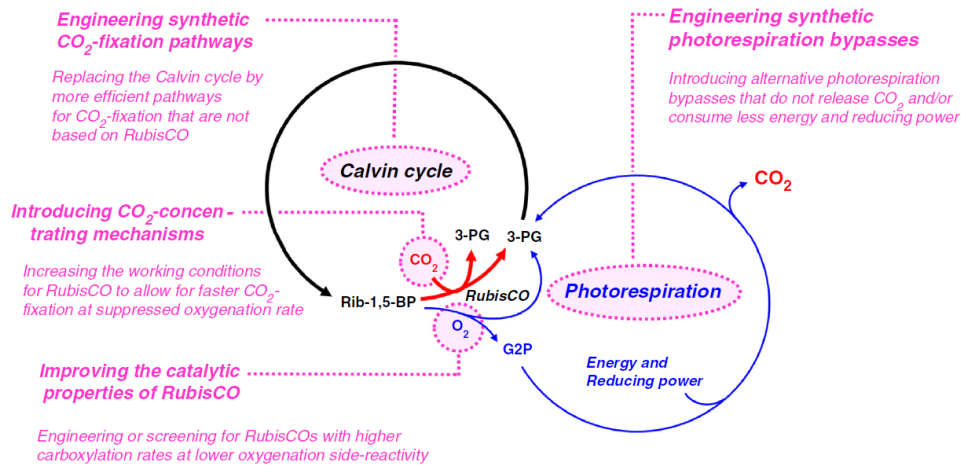 Engineering synthetic
CO2-fixation pathways
Replacing the Calvin cycle by
more efficient pathways
for CO2-fixation that are not
based on RubisCO
Engineering synthetic
photorespiration bypasses
Introducing alternative photorespiration
bypasses that do not release CO2 and/or
consume less energy and reducing power
Calvin cycle
CO2
Introducing CO2-concen-
trating mechanisms
Increasing the working conditions
for RubisCO to allow for faster CO2-
fixation at suppressed oxygenation rate
3-PG 3-PG
CO2
RubisCO
Rib-1,5-BP
O2
G2P
Photorespiration
Energy and
Reducing power
Improving the catalytic
properties of RubisCO
Engineering or screening for RubisCOs with higher
carboxylation rates at lower oxygenation side-reactivity